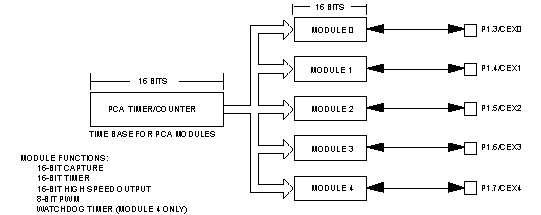 16 BITS
MODULE 0
P1.3/CEX0
MODULE 1
P1.4/CEX1
16 BITS
PCA TIMER/COUNTER
MODULE 2
P1.5/CEX2
TIME BASE FOR PCA MODULES
MODULE 3
P1.6/CEX3
MODULE 4
P1.7/CEX4
MODULE FUNCTIONS:
16-BIT CAPTURE
16-BIT TIMER
16-BIT HIGH SPEED OUTPUT
8-BIT PWM
WATCHDOG TIMER (MODULE 4 ONLY)